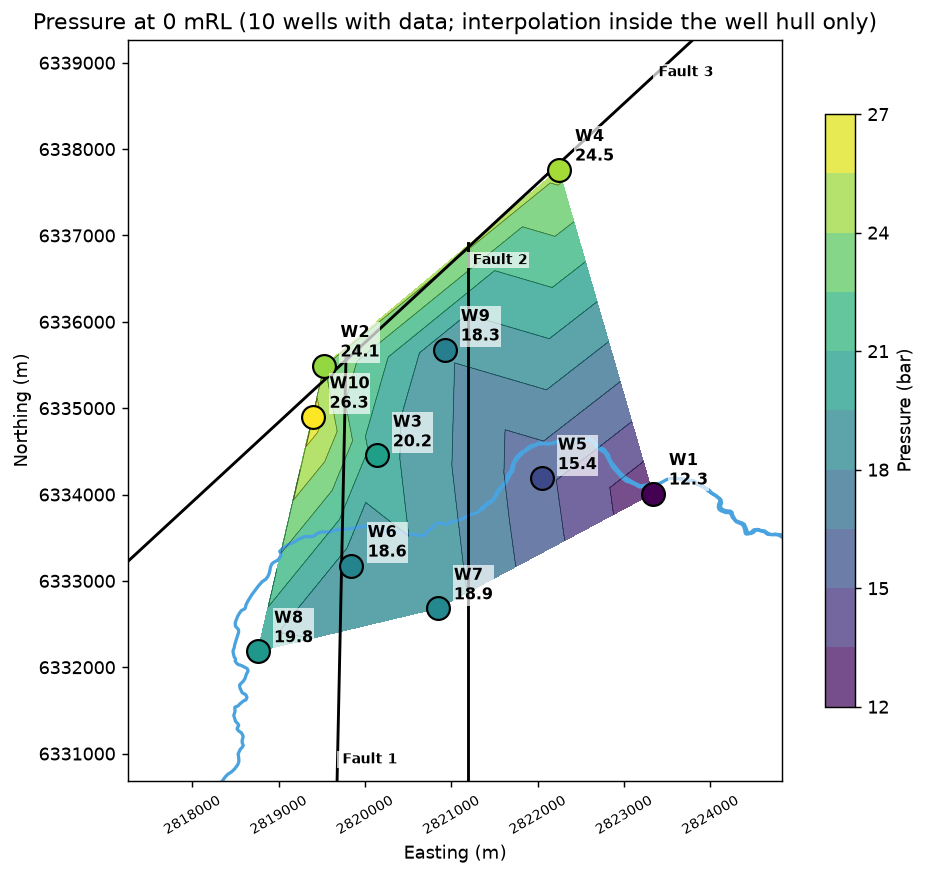 Pressure at 0 mRL (10 wells with data; interpolation inside the well hull only)
6339000
6338000
6337000
6336000
6335000
6334000
6333000
6332000
6331000
Northing (m)
Fault 3
W4
24.5
Fault 2
W9
18.3
W2
24.1
W10
26.3
W3
20.2
W5
15.4
W1
12.3
W6
18.6
W7
18.9
W8
19.8
Fault 1
2818000
2819000
2820000
2821000
2822000
2823000
2824000
Easting (m)
27
24
21
18
15
12
Pressure (bar)